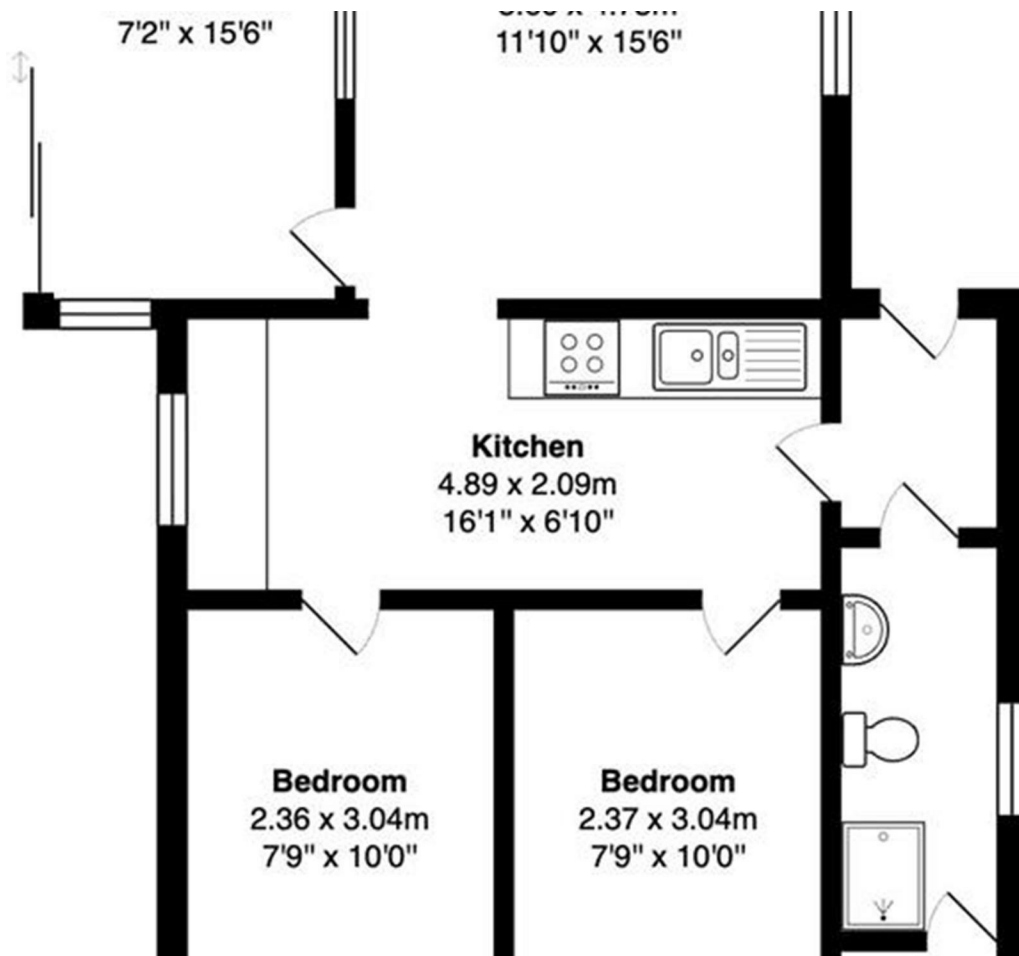 7'2" x 15'6"
11'10" x 15'6"
Kitchen
4.89 x 2.09m
16'1" x 6'10"
Bedroom
2.36 x 3.04m
7'9" x 10'0"
Bedroom
2.37 x 3.04m
7'9" x 10'0"